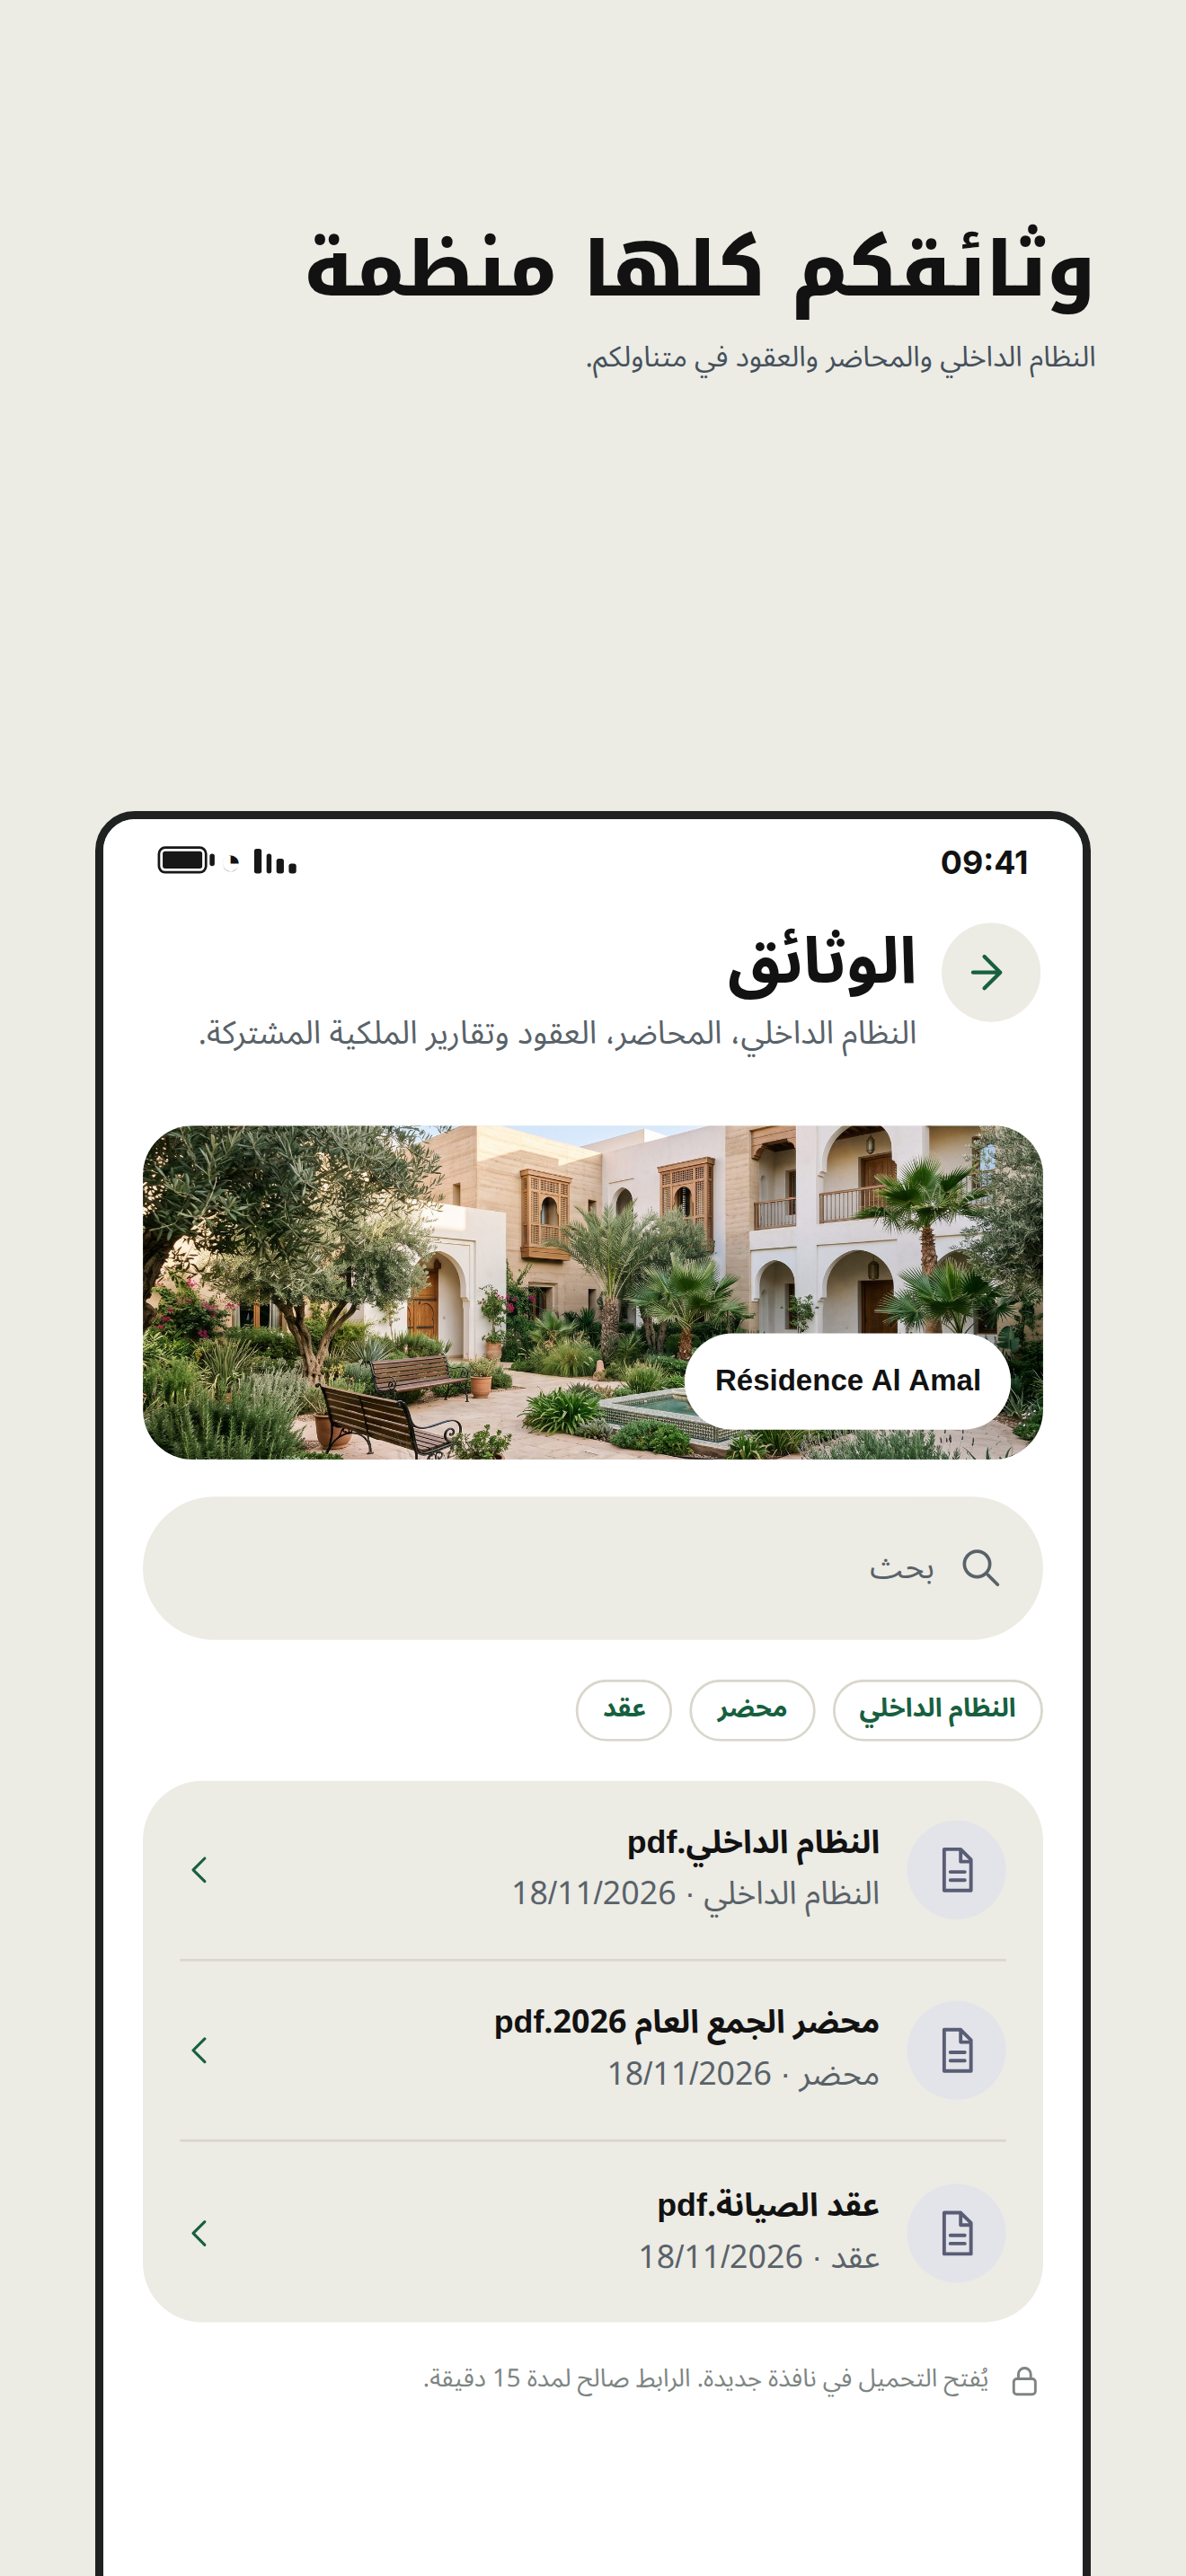 وثائقكم كلها منظمة
النظام الداخلي والمحاضر والعقود في متناولكم.
09:41
الوثائق
النظام الداخلي، المحاضر، العقود وتقارير الملكية المشتركة.
Résidence Al Amal
بحث
النظام الداخلي
محضر
عقد
النظام الداخلي.pdf
النظام الداخلي · 18/11/2026
محضر الجمع العام 2026.pdf
محضر · 18/11/2026
عقد الصيانة.pdf
عقد · 18/11/2026
يُفتح التحميل في نافذة جديدة. الرابط صالح لمدة 15 دقيقة.